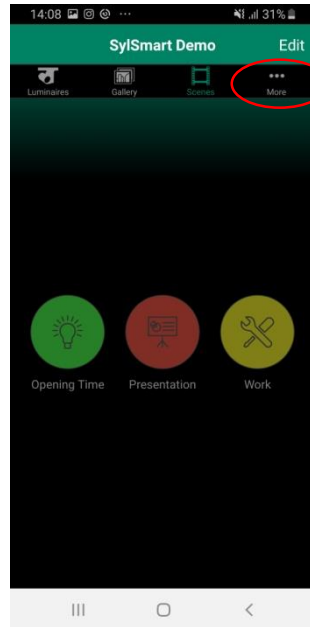 14:08 31%
SylSmart Demo Edit
Luminaires Gallery Scenes More
Opening Time Presentation Work